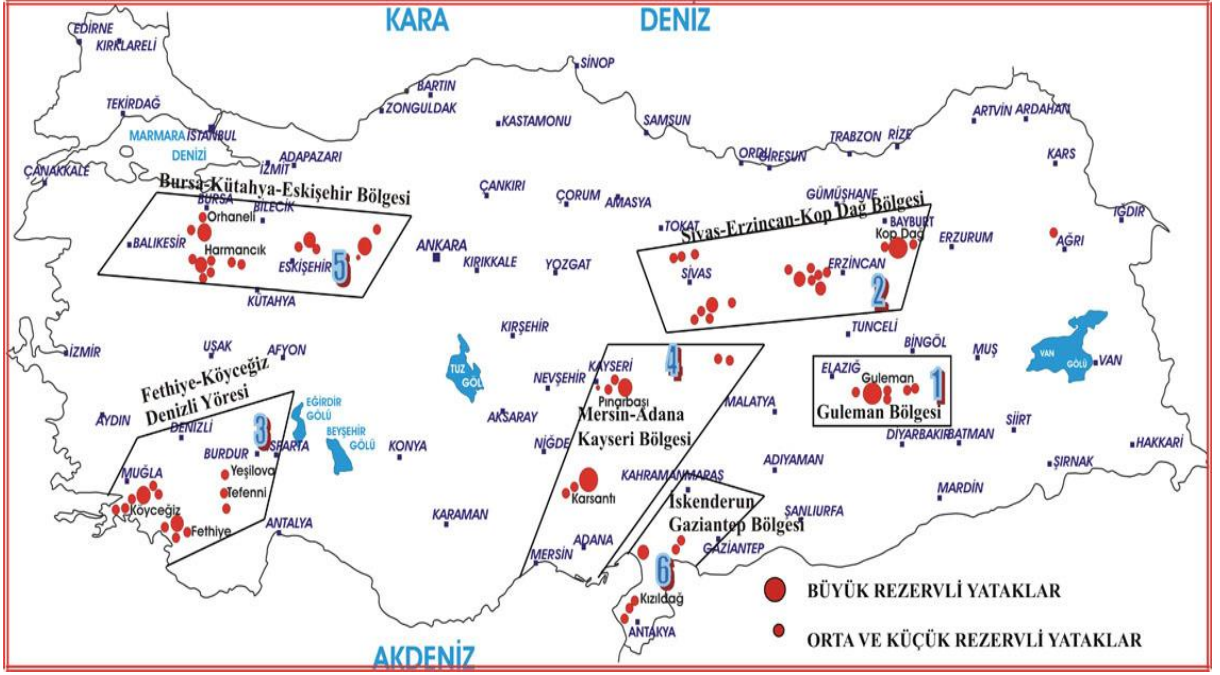 KARA DENİZ
EDİRNE
KIRKLARELİ
SİNOP
BARTIN
ZONGULDAK
TEKİRDAĞ
KASTAMONU
SAMSUN
ARTVİN
ARDAHAN
MARMARA
DENİZİ
İSTANBUL
TRABZON
RİZE
ORDU
GİRESUN
KARS
İZMİT
ADAPAZARI
ÇANAKKALE
Bursa-Kütahya-Eskişehir Bölgesi
ÇANKIRI
ÇORUM
AMASYA
GÜMÜŞHANE
BURSA
BİLECİK
Orhaneli
TOKAT
Sivas-Erzincan-Kop Dağ Bölgesi
BAYBURT
Kop Dağ
IĞDIR
BALIKESİR
Harmancık
ANKARA
ERZURUM
AĞRI
ESKİŞEHİR
5
KIRIKKALE
YOZGAT
SİVAS
ERZİNCAN
2
KÜTAHYA
KIRŞEHİR
TUNCELİ
İZMİR
UŞAK
AFYON
BİNGÖL
MUŞ
VAN
GÖLÜ
VAN
TUZ
GÖL
NEVŞEHİR
KAYSERİ
4
ELAZIĞ
Guleman
1
Fethiye-Köyceğiz
Denizli Yöresi
Pınarbaşı
MALATYA
Guleman Bölgesi
AYDIN
EĞİRDİR
GÖLÜ
AKSARAY
Mersin-Adana
Kayseri Bölgesi
SİİRT
DENİZLİ
3
BEYŞEHİR
GÖLÜ
KONYA
NİĞDE
DİYARBAKIR
BATMAN
HAKKARİ
BURDUR
ISPARTA
MUĞLA
Yeşilova
KAHRAMANMARAŞ
ADIYAMAN
ŞIRNAK
Tefenni
Karsantı
İskenderun
Gaziantep Bölgesi
MARDİN
Köyceğiz
Fethiye
ANTALYA
KARAMAN
ŞANLIURFA
MERSİN
ADANA
GAZİANTEP
6
Kızıldağ
ANTAKYA
BÜYÜK REZERVLİ YATAKLAR
ORTA VE KÜÇÜK REZERVLİ YATAKLAR
AKDENİZ